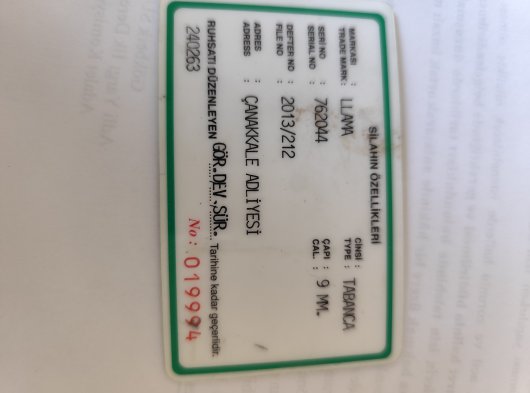 SİLAHIN ÖZELLİKLERİ
MARKASI : LLAMA CİNSİ : TABANCA
TRADE MARK : TYPE :
SERİ NO : 762044 ÇAPI : 9 MM.
SERIAL NO CAL. :
DEFTER NO : 2013/212
FILE NO
ADRES : ÇANAKKALE ADLİYESİ
ADRESS :
RUHSATI DÜZENLEYEN GÖR.DEV.SÜR. Tarihine kadar geçerlidir.
240263 No: 019994